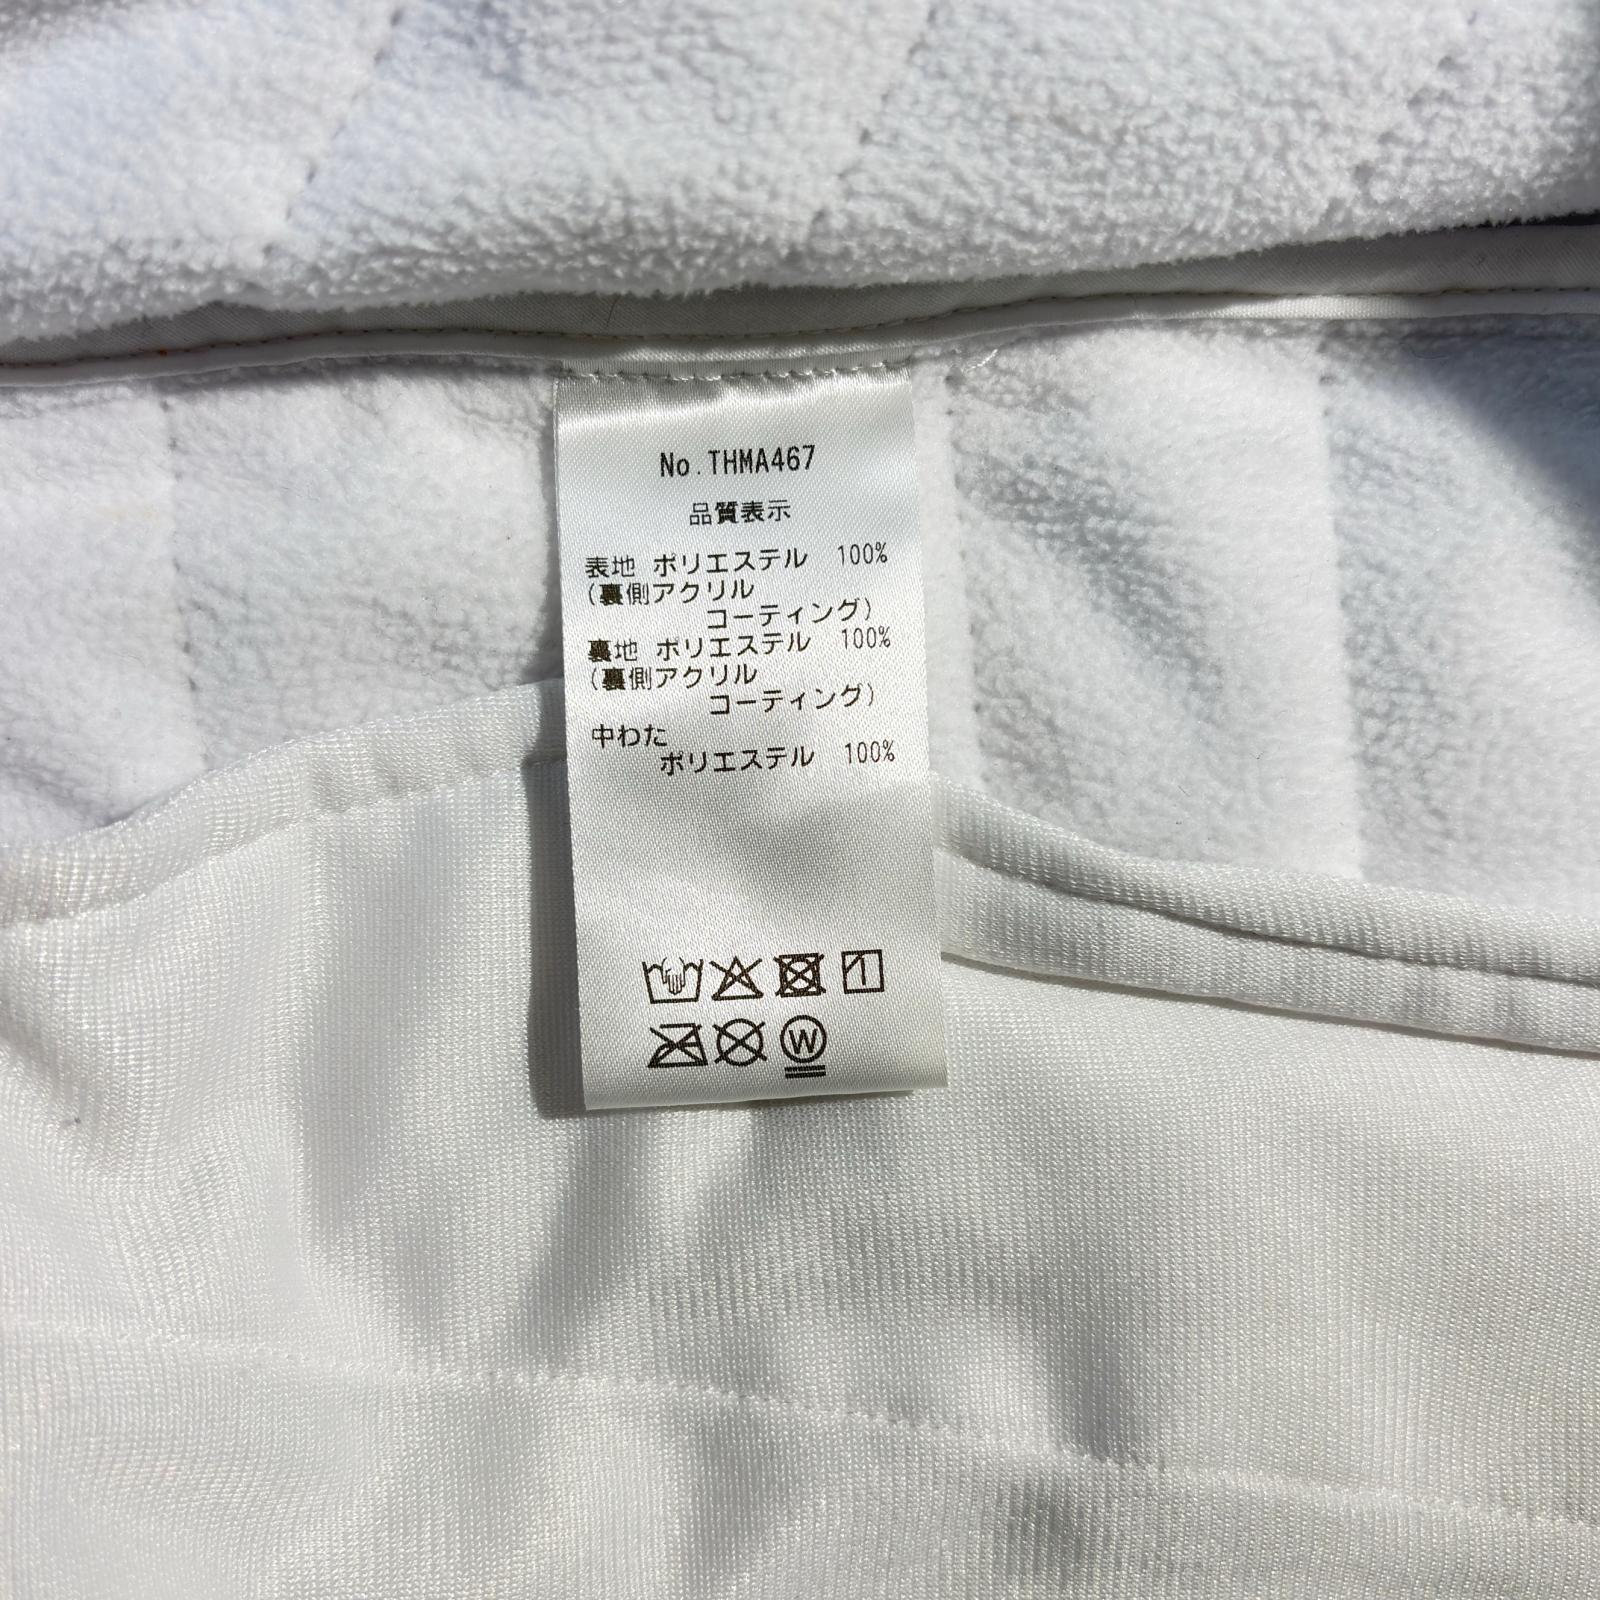 No.THMA467
品質表示
表地 ポリエステル 100%
(裏側アクリル
コーティング)
裏地 ポリエステル 100%
(裏側アクリル
コーティング)
中わた
ポリエステル 100%
W